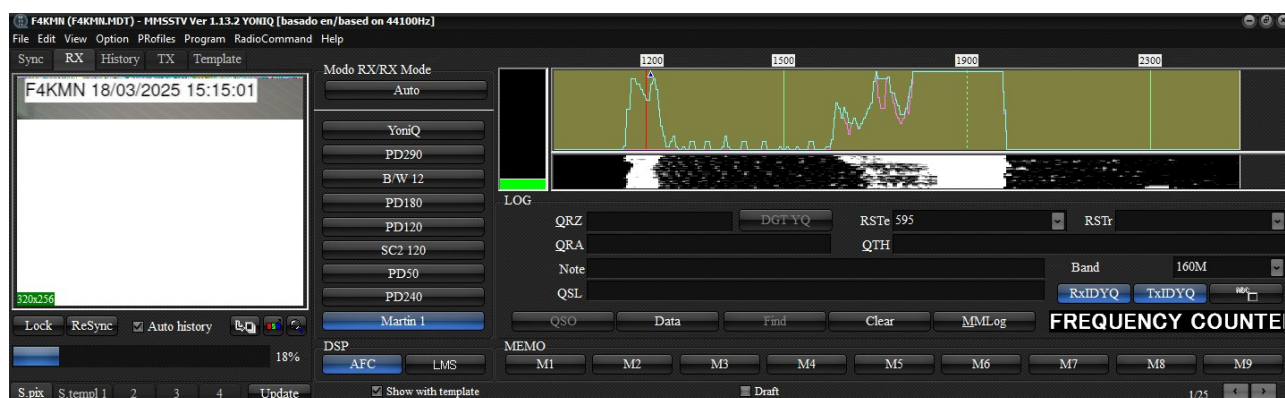 F4KMN (F4KMN.MDT) - MMSSTV Ver 1.13.2 YONIQ [basado en/based on 44100Hz]
File Edit View Option PRofiles Program RadioCommand Help
Sync RX History TX Template
F4KMN 18/03/2025 15:15:01
320x256
Lock ReSync Auto history
18%
S.pix S.templ 1 2 3 4 Update
Modo RX/RX Mode
Auto
YoniQ
PD290
B/W 12
PD180
PD120
SC2 120
PD50
PD240
Martin 1
DSP
AFC LMS
Show with template
1200 1500 1900 2300
LOG
QRZ DGT YQ RSTe 595 RSTr
QRA QTH
Note Band 160M
QSL RxIDYQ TxIDYQ
QSO Data Find Clear MMLog FREQUENCY COUNTE
MEMO
M1 M2 M3 M4 M5 M6 M7 M8 M9
Draft 1/25